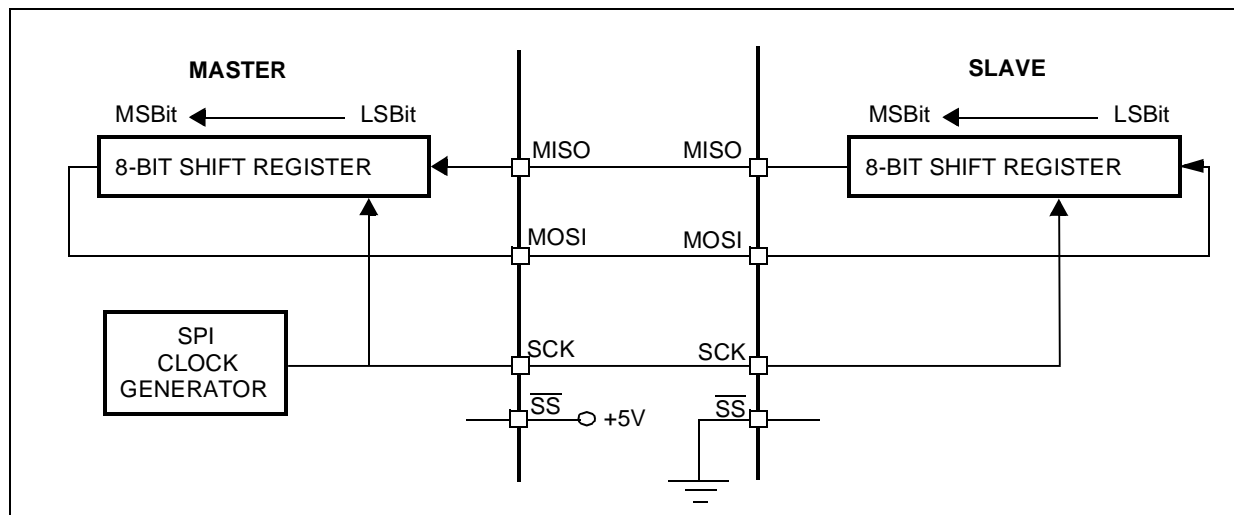 MASTER
SLAVE
MSBit LSBit
MSBit LSBit
8-BIT SHIFT REGISTER
MISO
MISO
8-BIT SHIFT REGISTER
MOSI
MOSI
SPI
CLOCK
GENERATOR
SCK
SCK
SS
+5V
SS